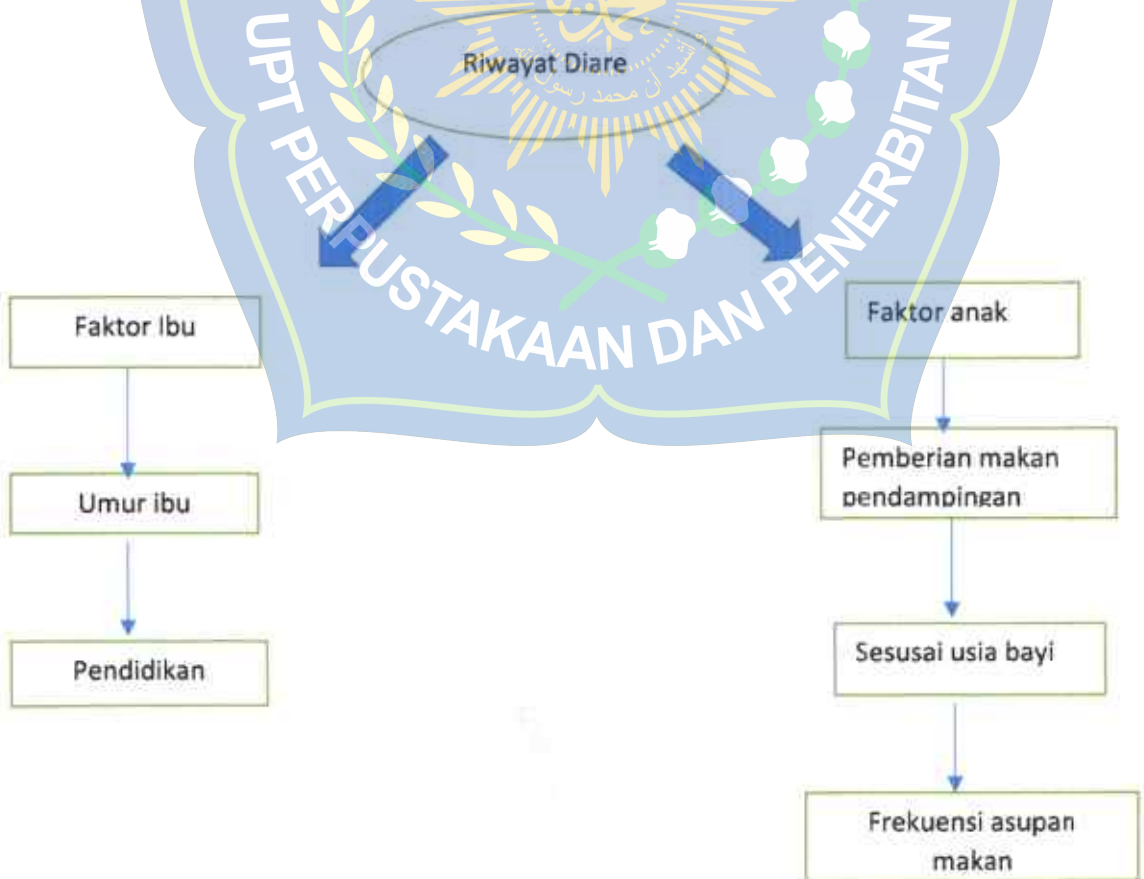 Riwayat Diare
Faktor Ibu
Umur ibu
Pendidikan
Faktor anak
Pemberian makan
pendampingan
Sesusai usia bayi
Frekuensi asupan
makan
UPT PERPUSTAKAAN DAN PENERBITAN